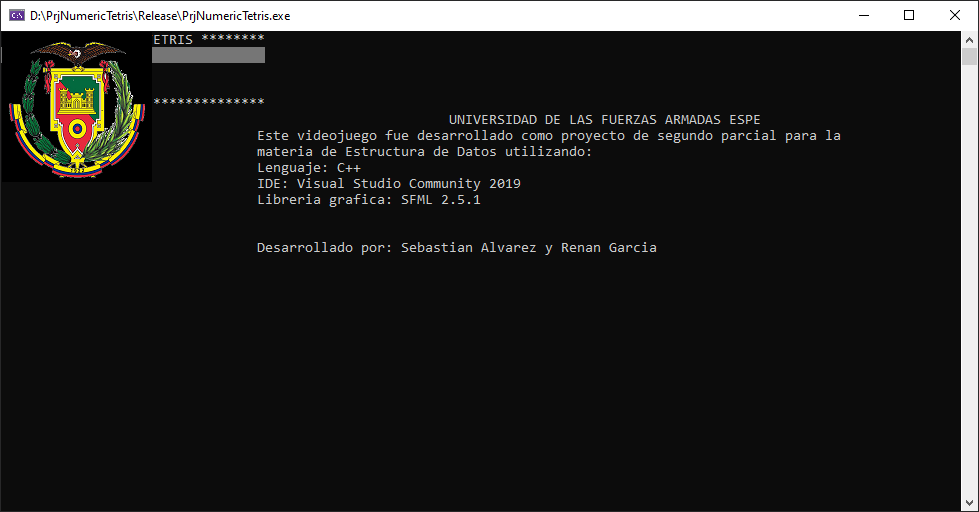 D:\PrjNumericTetris\Release\PrjNumericTetris.exe
ETRIS ********
**************
UNIVERSIDAD DE LAS FUERZAS ARMADAS ESPE
Este videojuego fue desarrollado como proyecto de segundo parcial para la
materia de Estructura de Datos utilizando:
Lenguaje: C++
IDE: Visual Studio Community 2019
Libreria grafica: SFML 2.5.1
Desarrollado por: Sebastian Alvarez y Renan Garcia
1922